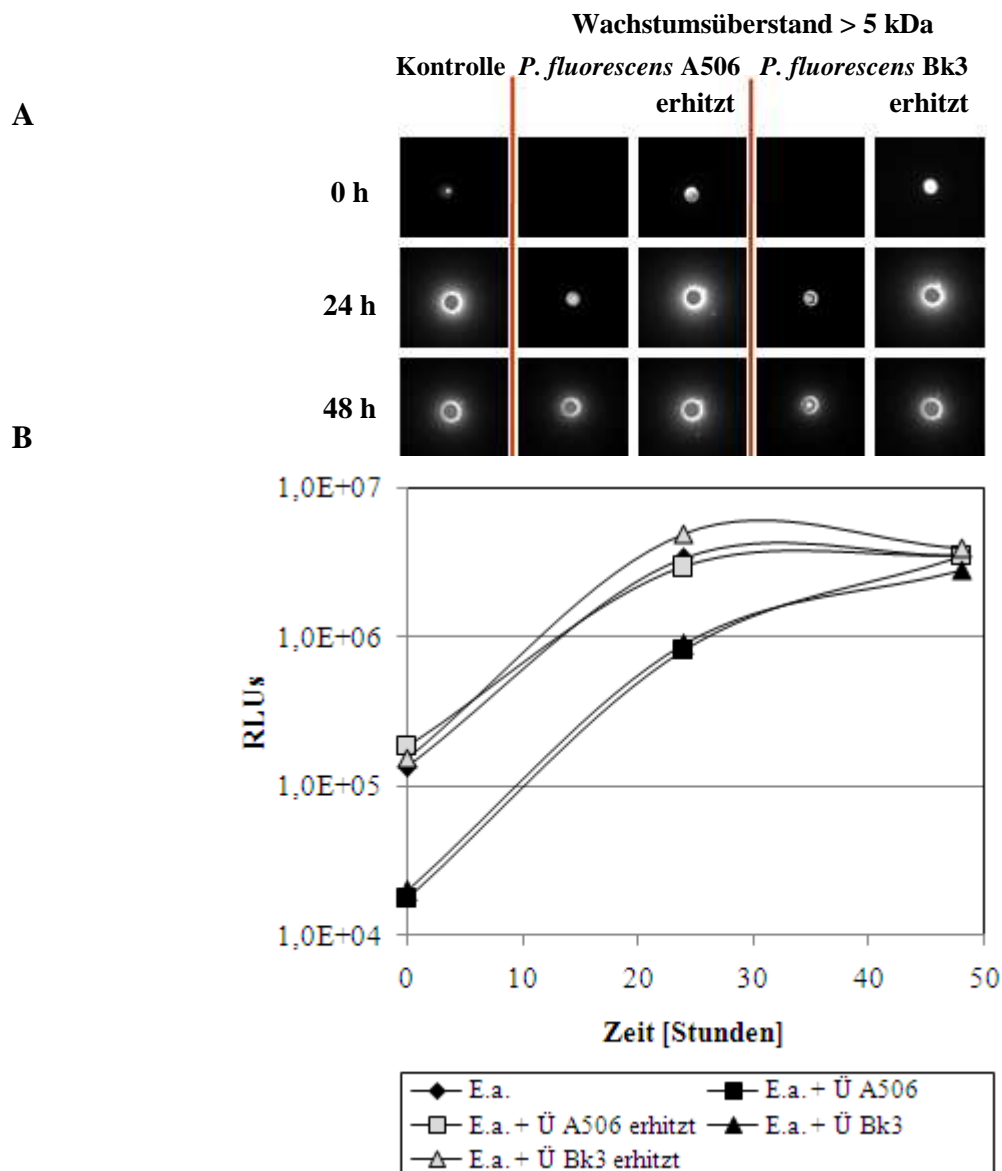 Wachstumsüberstand > 5 kDa
Kontrolle P. fluorescens A506 P. fluorescens Bk3
erhitzt erhitzt
A
0 h
24 h
48 h
B
1,0E+07
1,0E+06
1,0E+05
1,0E+04
RLUs
0 10 20 30 40 50
Zeit [Stunden]
E.a. E.a. + Ü A506
E.a. + Ü A506 erhitzt E.a. + Ü Bk3
E.a. + Ü Bk3 erhitzt